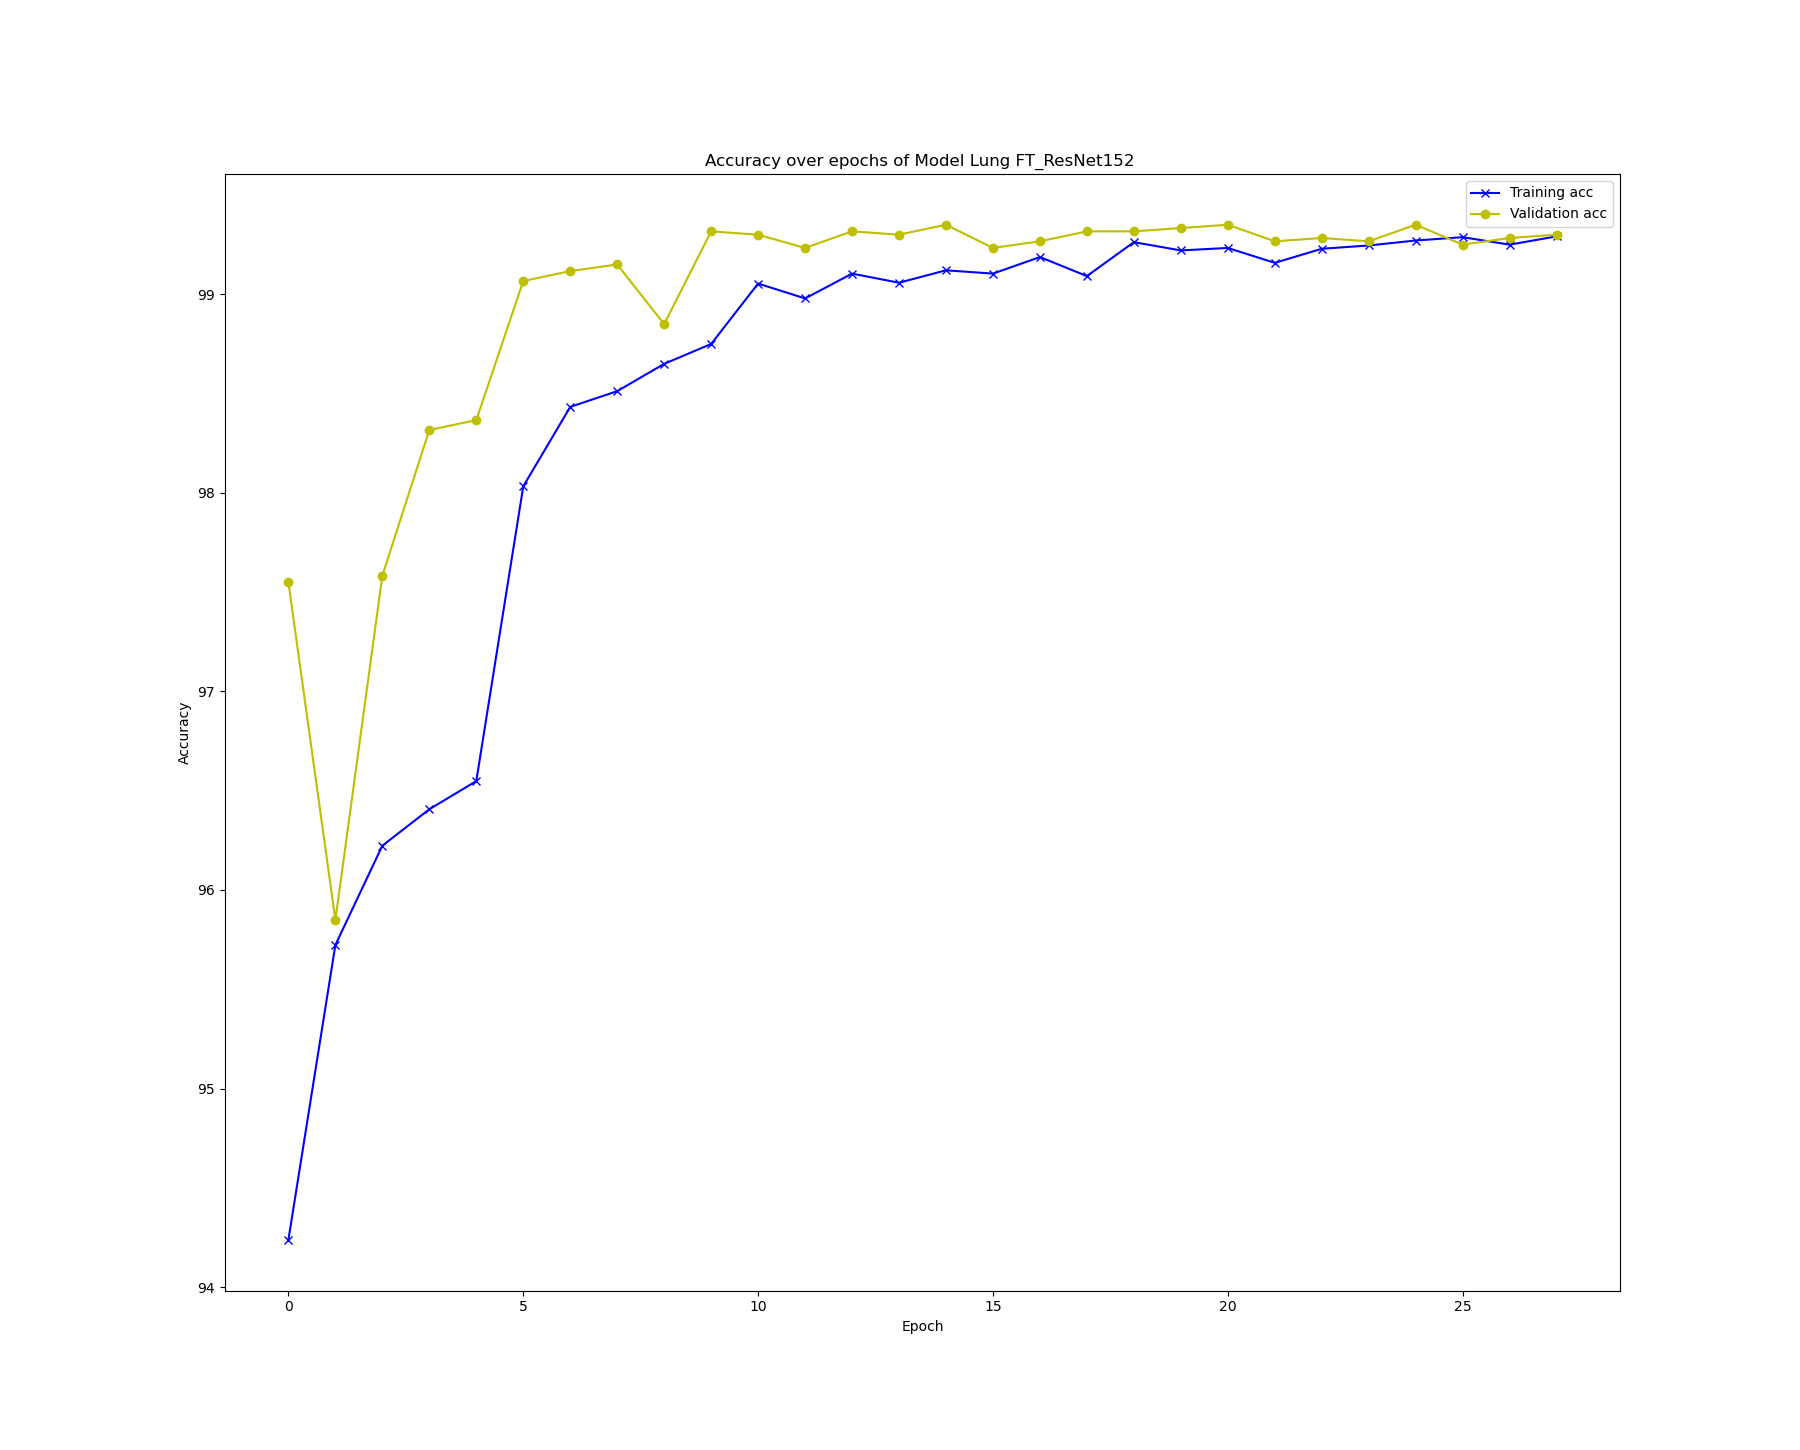 Accuracy over epochs of Model Lung FT_ResNet152
Training acc
Validation acc
99
98
97
96
95
94
Accuracy
0 5 10 15 20 25
Epoch